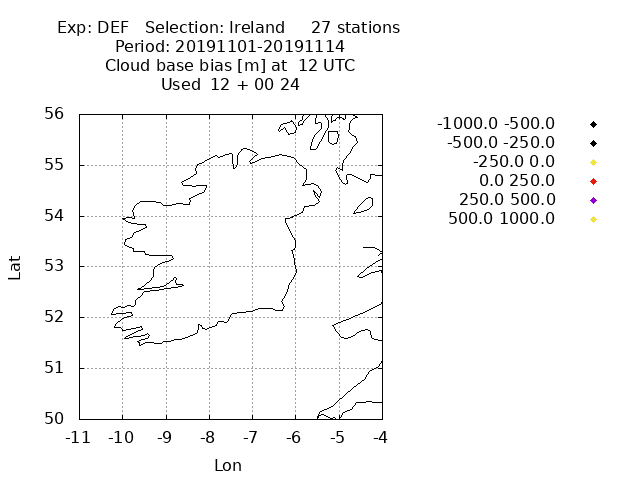 Exp: DEF   Selection: Ireland     27 stations
Period: 20191101-20191114
Cloud base bias [m] at  12 UTC
Used  12 + 00 24
56
55
54
53
52
51
50
-11 -10 -9 -8 -7 -6 -5 -4
Lat
Lon
-1000.0 -500.0
-500.0 -250.0
-250.0 0.0
0.0 250.0
250.0 500.0
500.0 1000.0